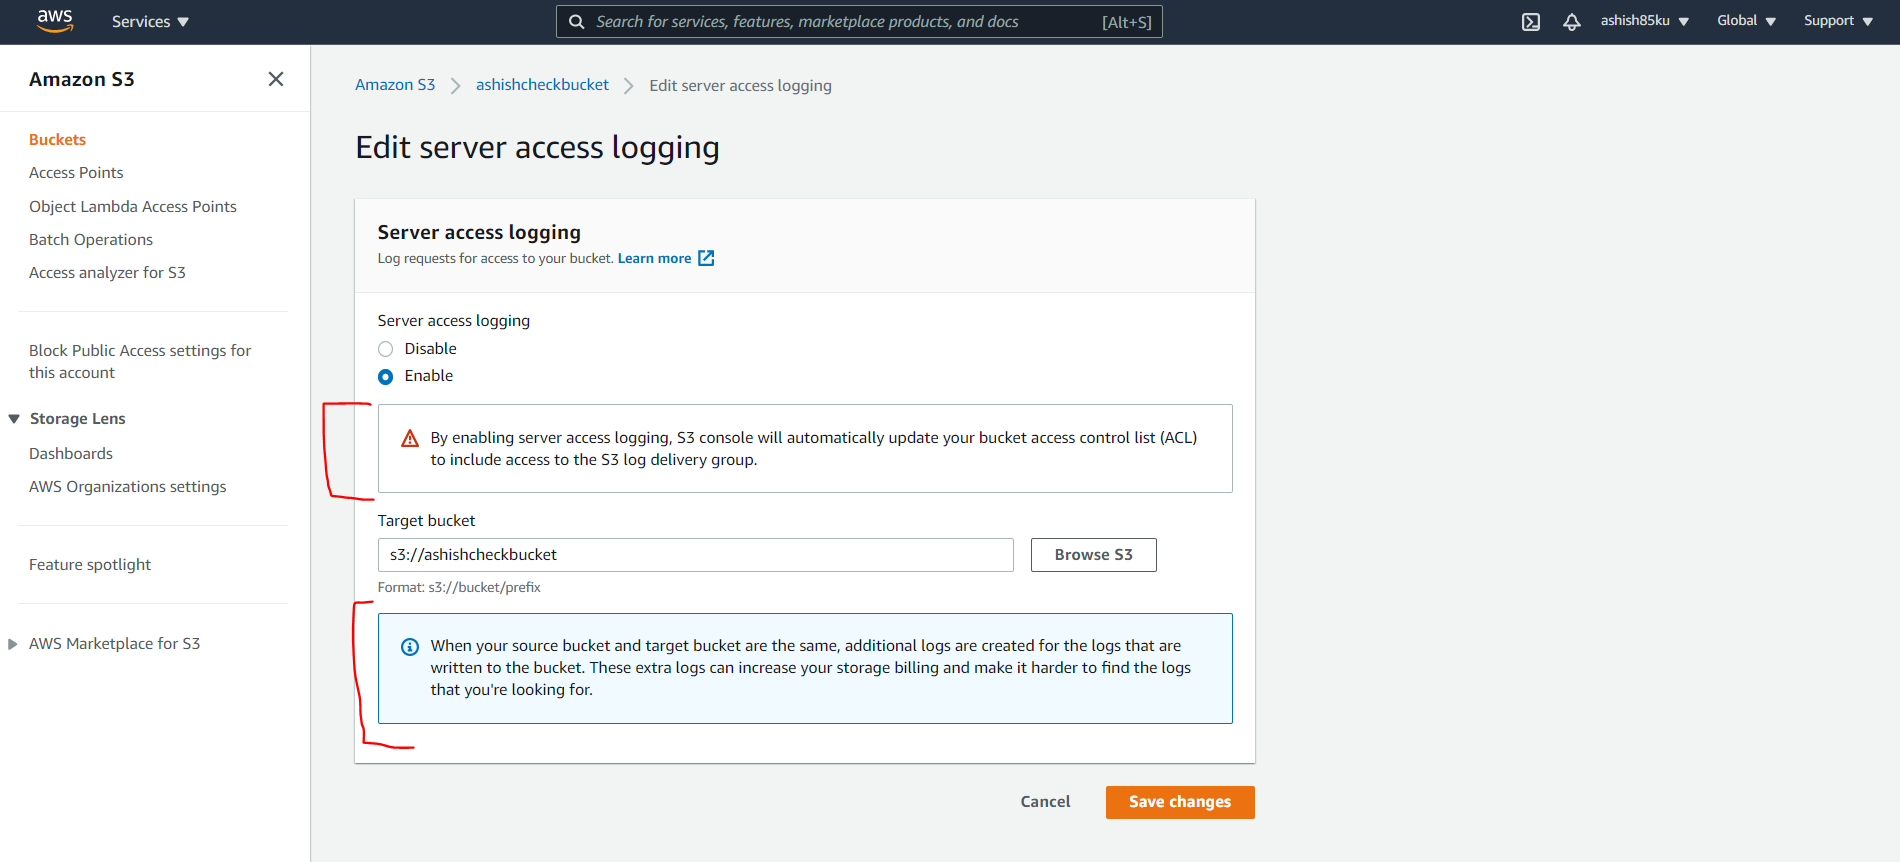 aws
Services
Search for services, features, marketplace products, and docs
[Alt+S]
ashish85ku
Global
Support
Amazon S3
Buckets
Access Points
Object Lambda Access Points
Batch Operations
Access analyzer for S3
Block Public Access settings for
this account
Storage Lens
Dashboards
AWS Organizations settings
Feature spotlight
AWS Marketplace for S3
Amazon S3
ashishcheckbucket
Edit server access logging
Edit server access logging
Server access logging
Log requests for access to your bucket. Learn more
Server access logging
Disable
Enable
By enabling server access logging, S3 console will automatically update your bucket access control list (ACL)
to include access to the S3 log delivery group.
Target bucket
s3://ashishcheckbucket
Browse S3
Format: s3://bucket/prefix
When your source bucket and target bucket are the same, additional logs are created for the logs that are
written to the bucket. These extra logs can increase your storage billing and make it harder to find the logs
that you're looking for.
Cancel
Save changes